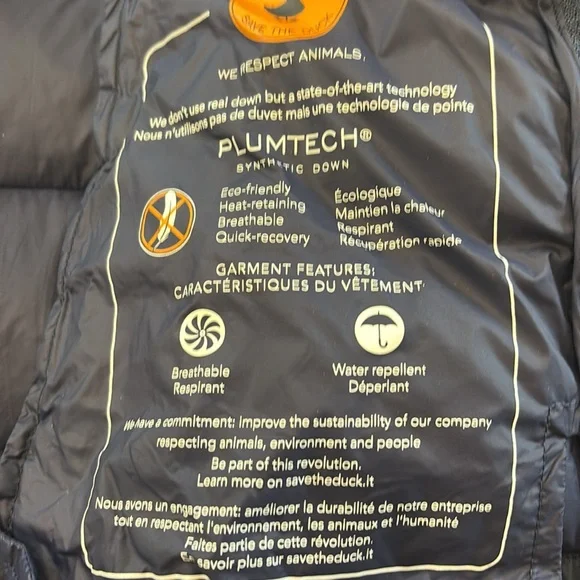 SAVE THE DUCK
WE RESPECT ANIMALS.
We don't use real down but a state-of-the-art technology
Nous n'utilisons pas de duvet mais une technologie de pointe
PLUMTECH®
SYNTHETIC DOWN
Eco-friendly
Heat-retaining
Breathable
Quick-recovery
Écologique
Maintien la chaleur
Respirant
Récupération rapide
GARMENT FEATURES:
CARACTÉRISTIQUES DU VÊTEMENT
Breathable
Respirant
Water repellent
Déperlant
We have a commitment: improve the sustainability of our company
respecting animals, environment and people
Be part of this revolution.
Learn more on savetheduck.it
Nous avons un engagement: améliorer la durabilité de notre entreprise
tout en respectant l'environnement, les animaux et l'humanité
Faites partie de cette révolution.
En savoir plus sur savetheduck.it